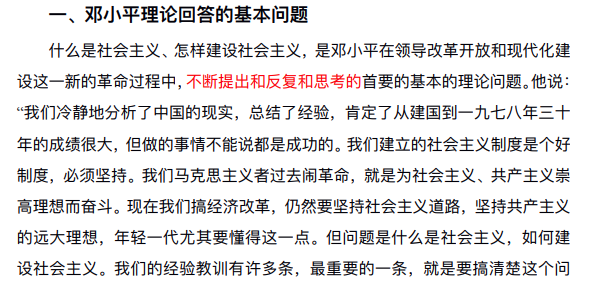 一、邓小平理论回答的基本问题
什么是社会主义、怎样建设社会主义，是邓小平在领导改革开放和现代化建
设这一新的革命过程中，不断提出和反复和思考的首要的基本的理论问题。他说：
“我们冷静地分析了中国的现实，总结了经验，肯定了从建国到一九七八年三十
年的成绩很大，但做的事情不能说都是成功的。我们建立的社会主义制度是个好
制度，必须坚持。我们马克思主义者过去闹革命，就是为社会主义、共产主义崇
高理想而奋斗。现在我们搞经济改革，仍然要坚持社会主义道路，坚持共产主义
的远大理想，年轻一代尤其要懂得这一点。但问题是什么是社会主义，如何建
设社会主义。我们的经验教训有许多条，最重要的一条，就是要搞清楚这个问